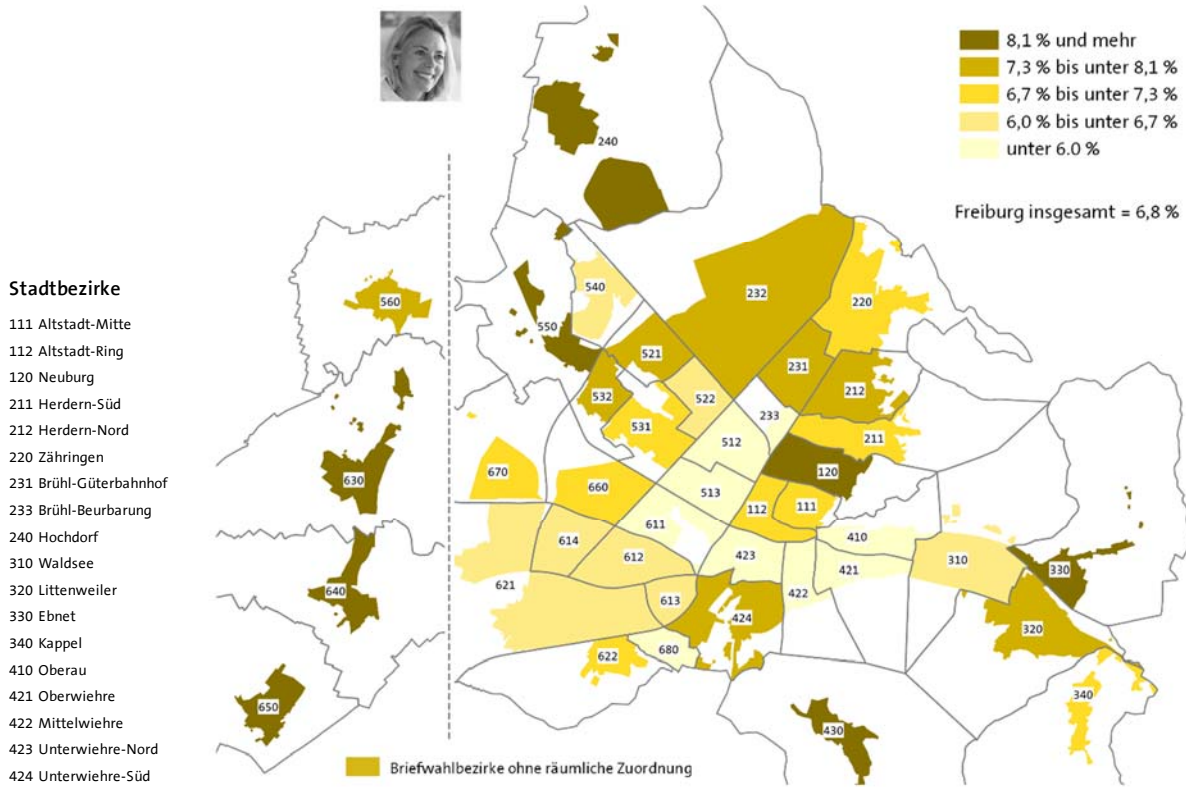 8,1 % und mehr
7,3 % bis unter 8,1 %
6,7 % bis unter 7,3 %
6,0 % bis unter 6,7 %
unter 6.0 %
Freiburg insgesamt = 6,8 %
Stadtbezirke
111 Altstadt-Mitte
112 Altstadt-Ring
120 Neuburg
211 Herdern-Süd
212 Herdern-Nord
220 Zähringen
231 Brühl-Güterbahnhof
233 Brühl-Beurbarung
240 Hochdorf
310 Waldsee
320 Littenweiler
330 Ebnet
340 Kappel
410 Oberau
421 Oberwiehre
422 Mittelwiehre
423 Unterwiehre-Nord
424 Unterwiehre-Süd
240
540
560
232
220
550
521
231
532
522
212
233
531
512
211
670
630
120
660
513
112
111
611
410
614
612
423
310
421
330
621
640
422
613
424
320
680
622
340
650
430
Briefwahlbezirke ohne räumliche Zuordnung